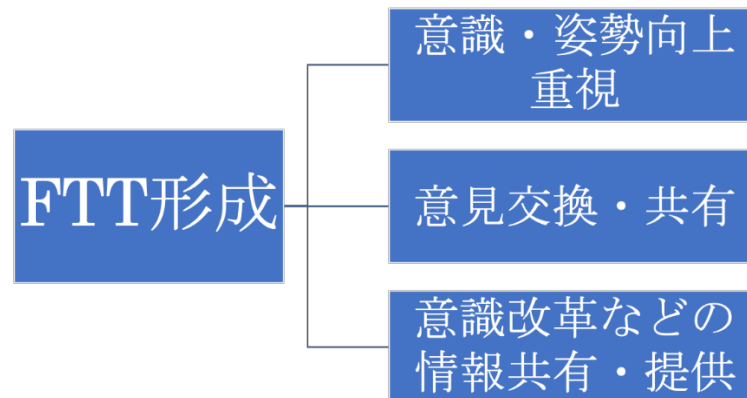 FTT形成
意識・姿勢向上
重視
意見交換・共有
意識改革などの
情報共有・提供